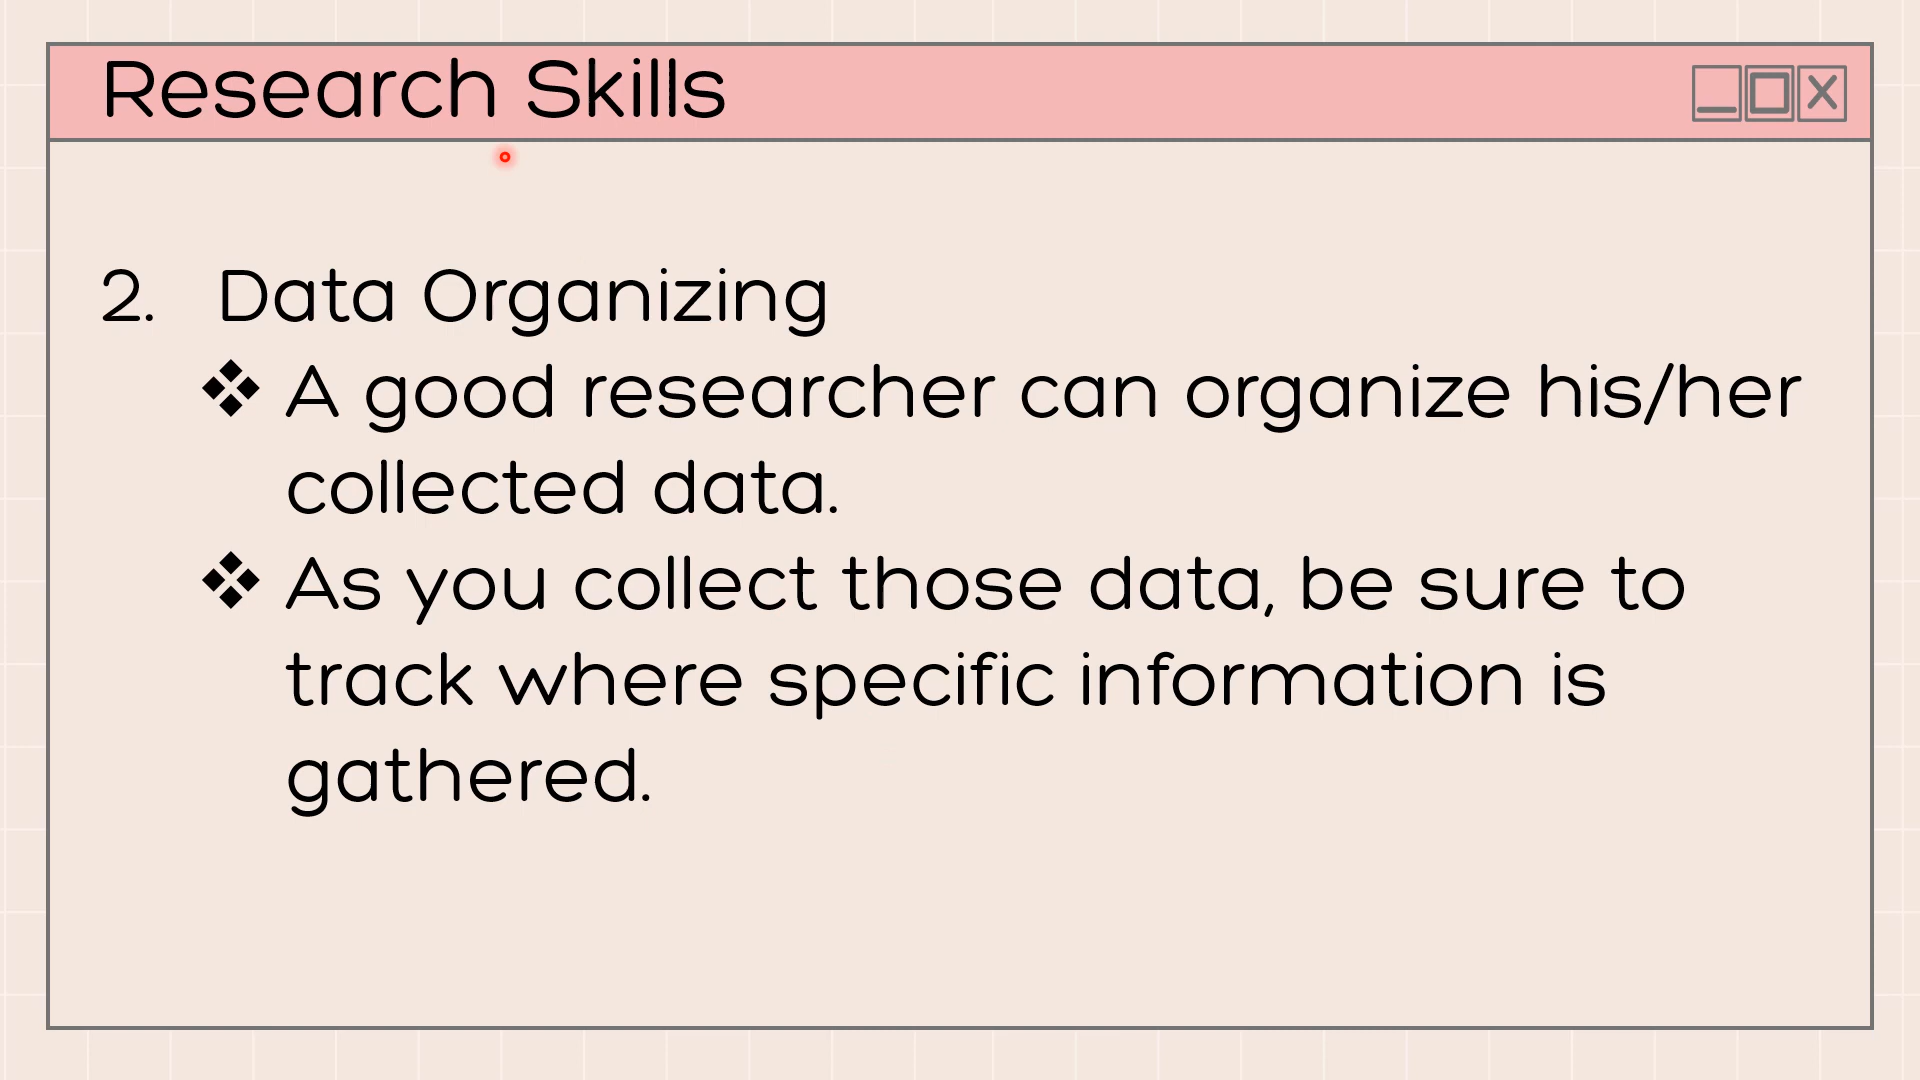 Research Skills
2. Data Organizing
❖ A good researcher can organize his/her
collected data.
❖ As you collect those data, be sure to
track where specific information is
gathered.